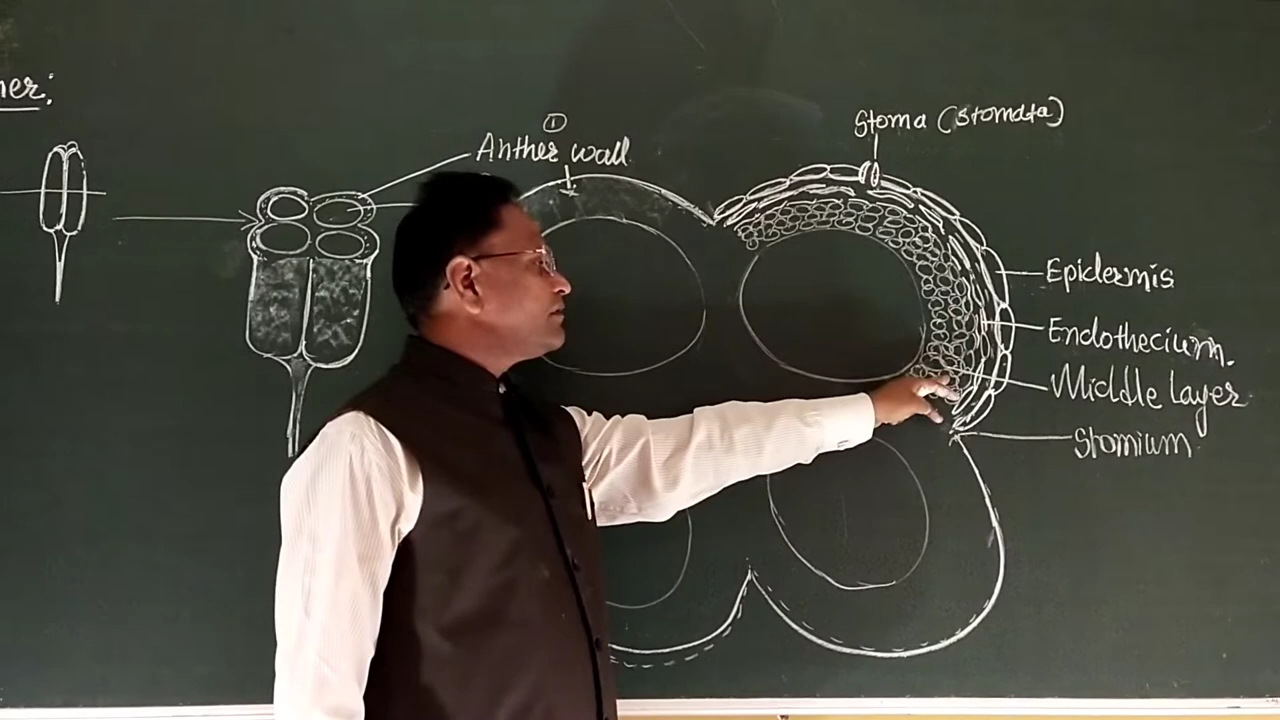 ner:
①
Anther wall
Stoma (Stomata)
Epidermis
Endothecium.
Middle layer
Stomium